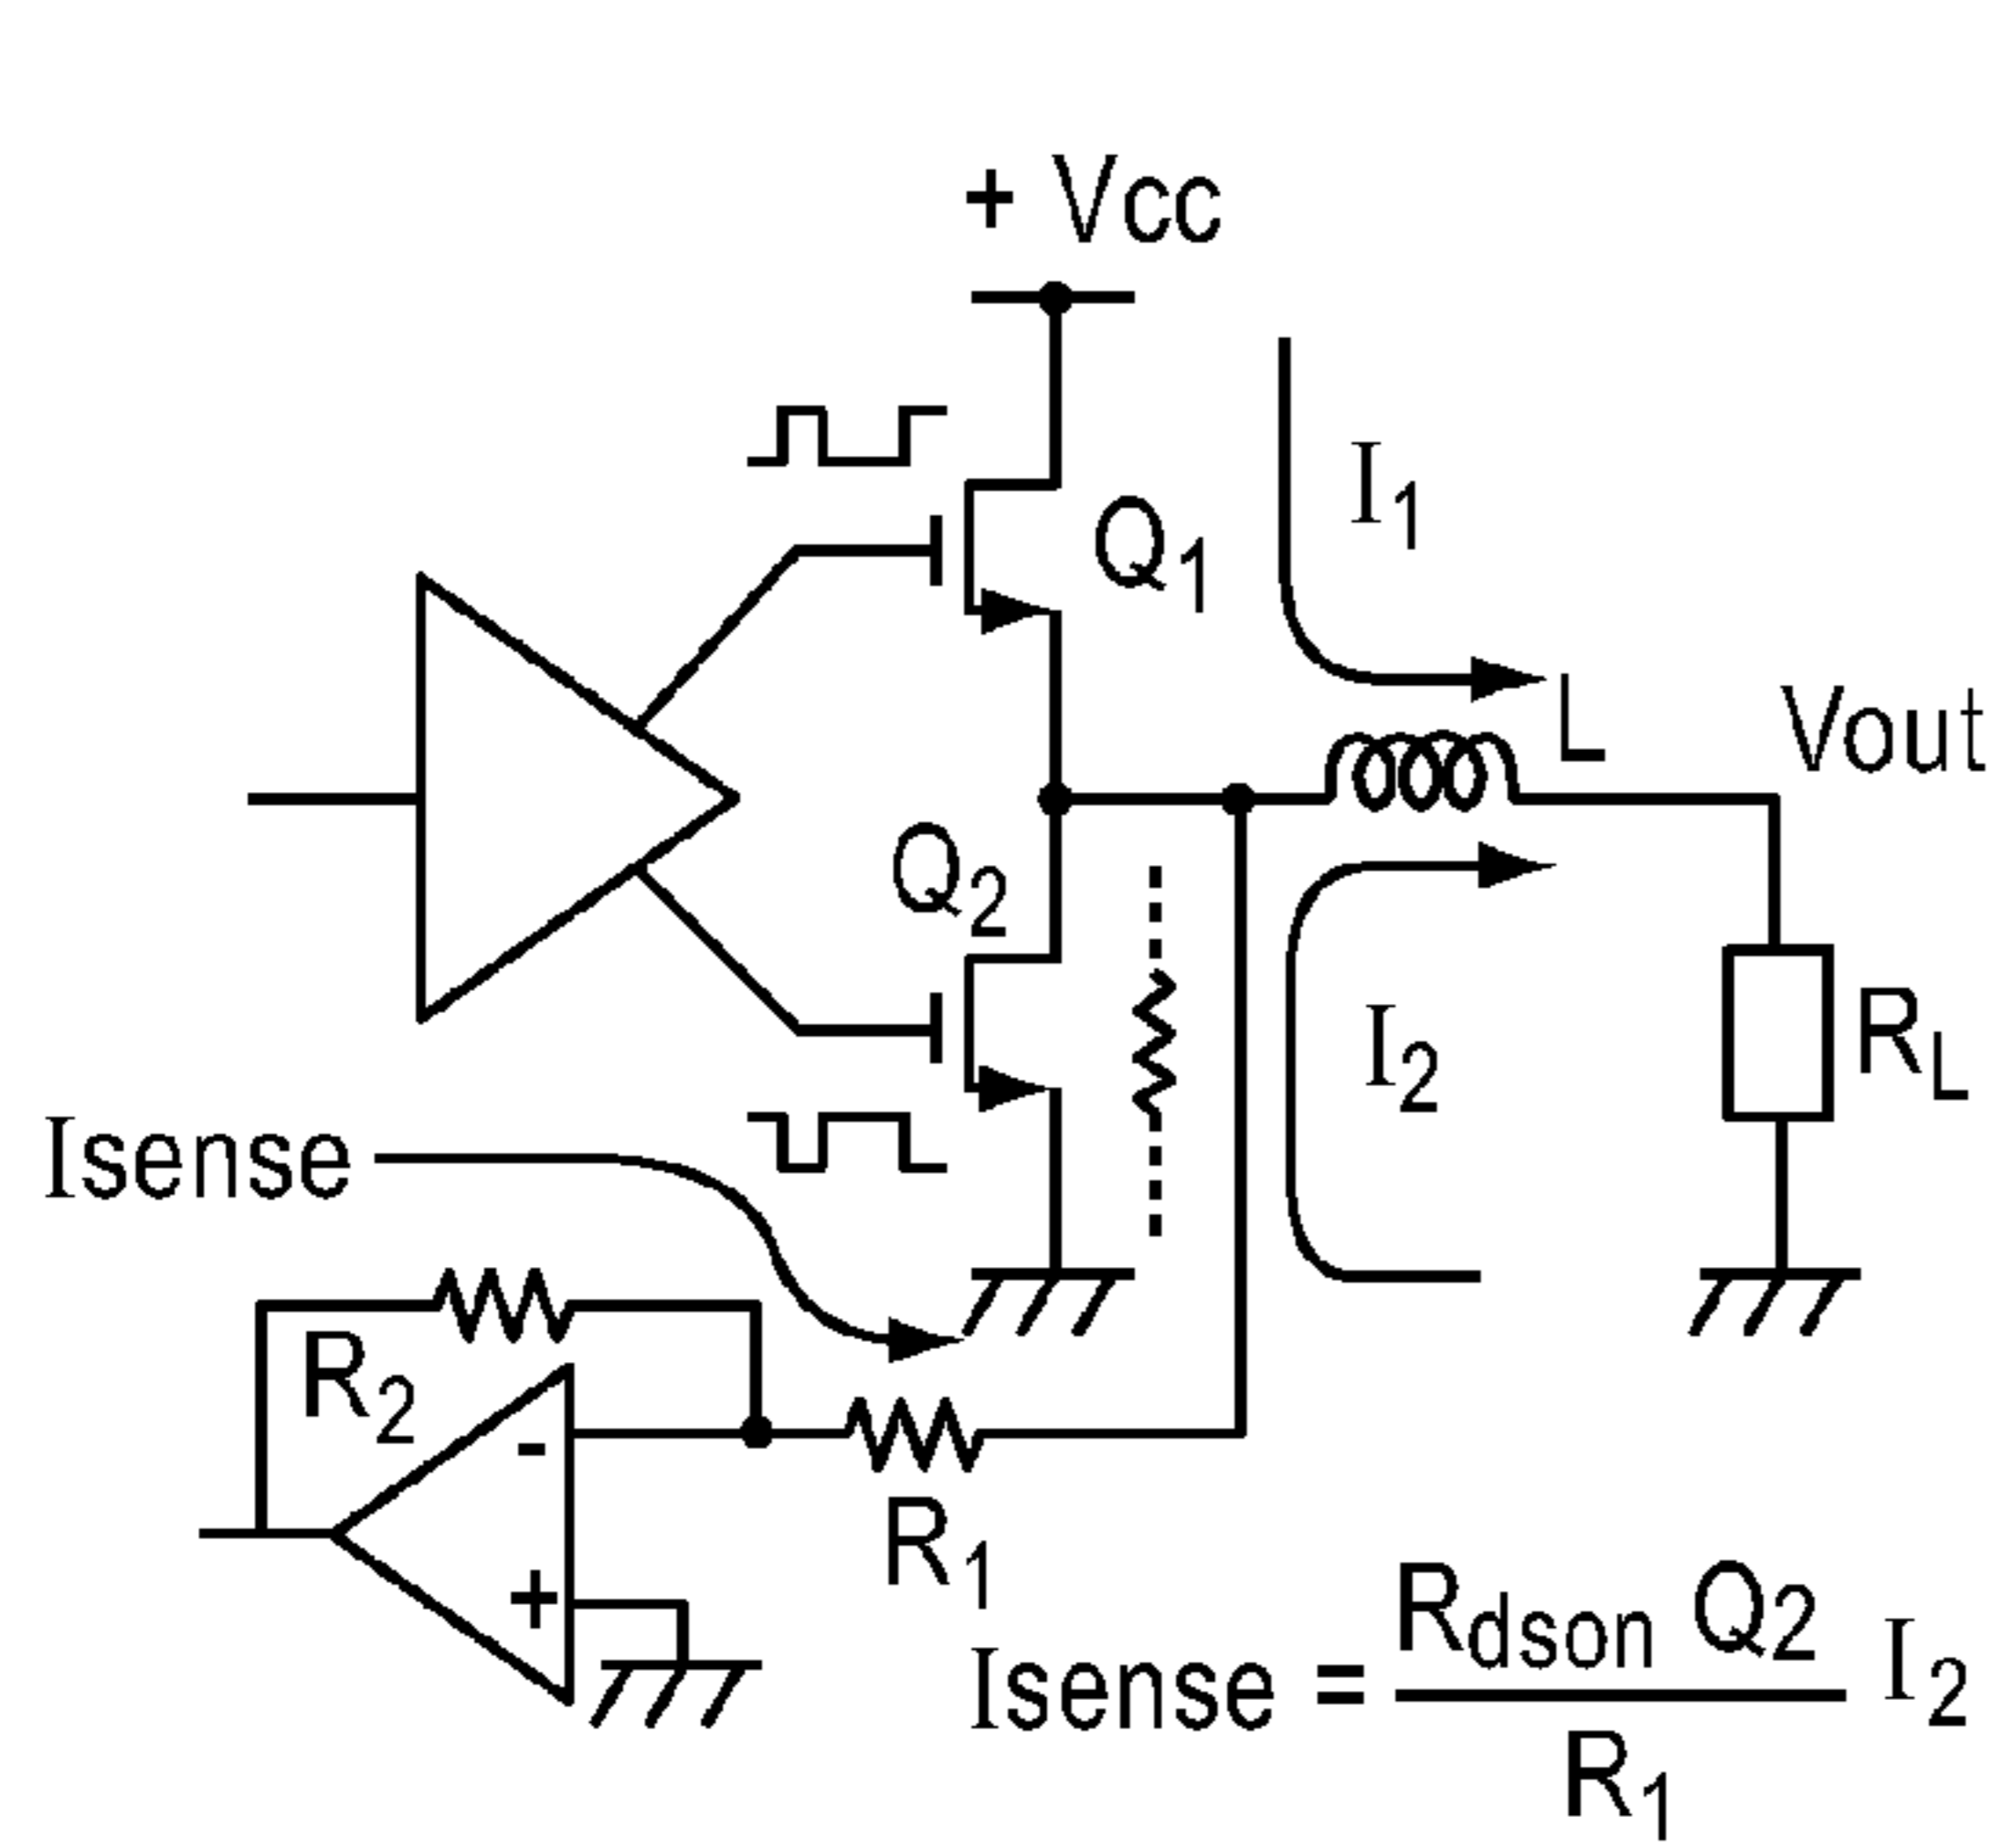 + Vcc
I1
Q1
L
Vout
Q2
I2
RL
Isense
R2
-
+
R1
Isense = Rdson Q2 / R1 I2